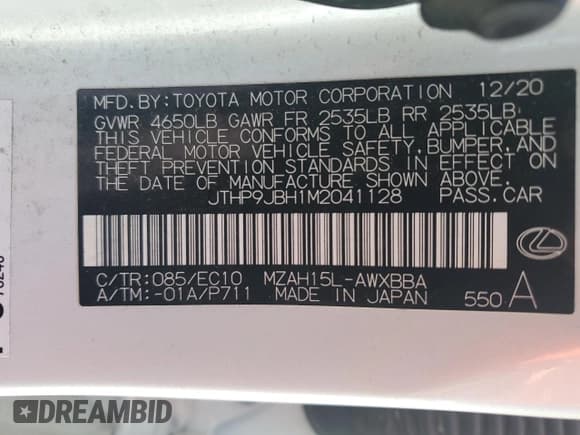 MFD. BY: TOYOTA MOTOR CORPORATION 12/20
GVWR 4650LB GAWR FR 2535LB RR 2535LB
THIS VEHICLE CONFORMS TO ALL APPLICABLE
FEDERAL MOTOR VEHICLE SAFETY, BUMPER, AND
THEFT PREVENTION STANDARDS IN EFFECT ON
THE DATE OF MANUFACTURE SHOWN ABOVE.
JTHP9JBH1M2041128 PASS. CAR
C/TR: 085/EC10 MZAH15L-AWXBBA
A/TM: -01A/P711 MADE IN JAPAN 550 A
DREAMBID